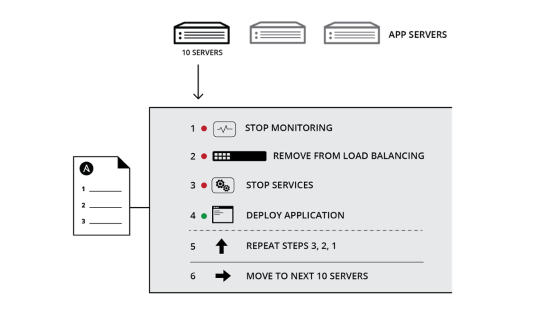 APP SERVERS
10 SERVERS
1 STOP MONITORING
2 REMOVE FROM LOAD BALANCING
3 STOP SERVICES
A
1
2
3
4 DEPLOY APPLICATION
5 REPEAT STEPS 3, 2, 1
6 MOVE TO NEXT 10 SERVERS